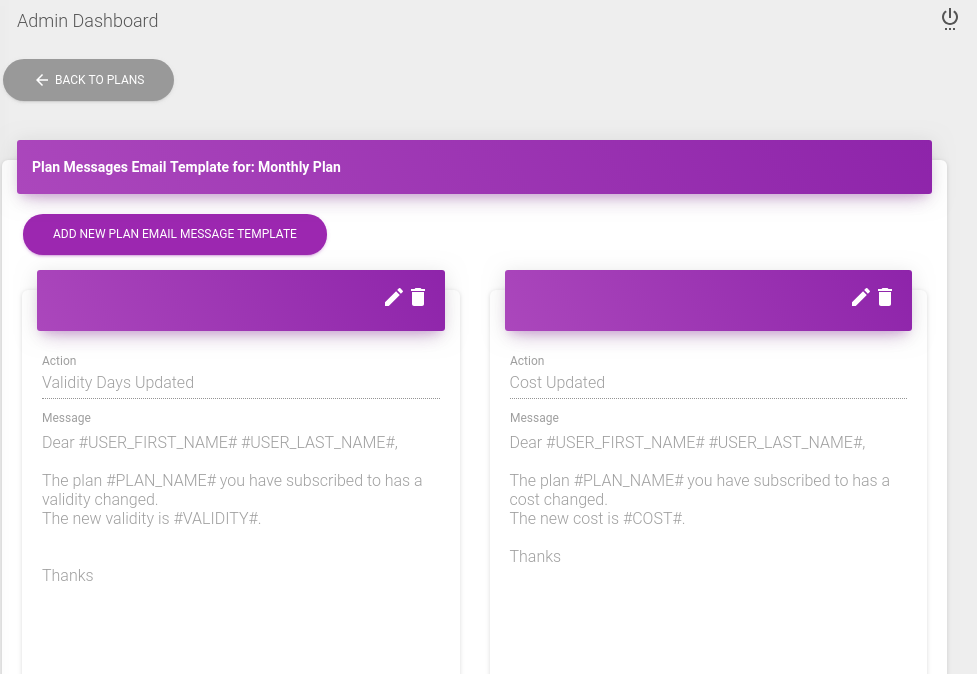 Admin Dashboard
BACK TO PLANS
Plan Messages Email Template for: Monthly Plan
ADD NEW PLAN EMAIL MESSAGE TEMPLATE
Action
Validity Days Updated
Message
Dear #USER_FIRST_NAME# #USER_LAST_NAME#,
The plan #PLAN_NAME# you have subscribed to has a
validity changed.
The new validity is #VALIDITY#.
Thanks
Action
Cost Updated
Message
Dear #USER_FIRST_NAME# #USER_LAST_NAME#,
The plan #PLAN_NAME# you have subscribed to has a
cost changed.
The new cost is #COST#.
Thanks